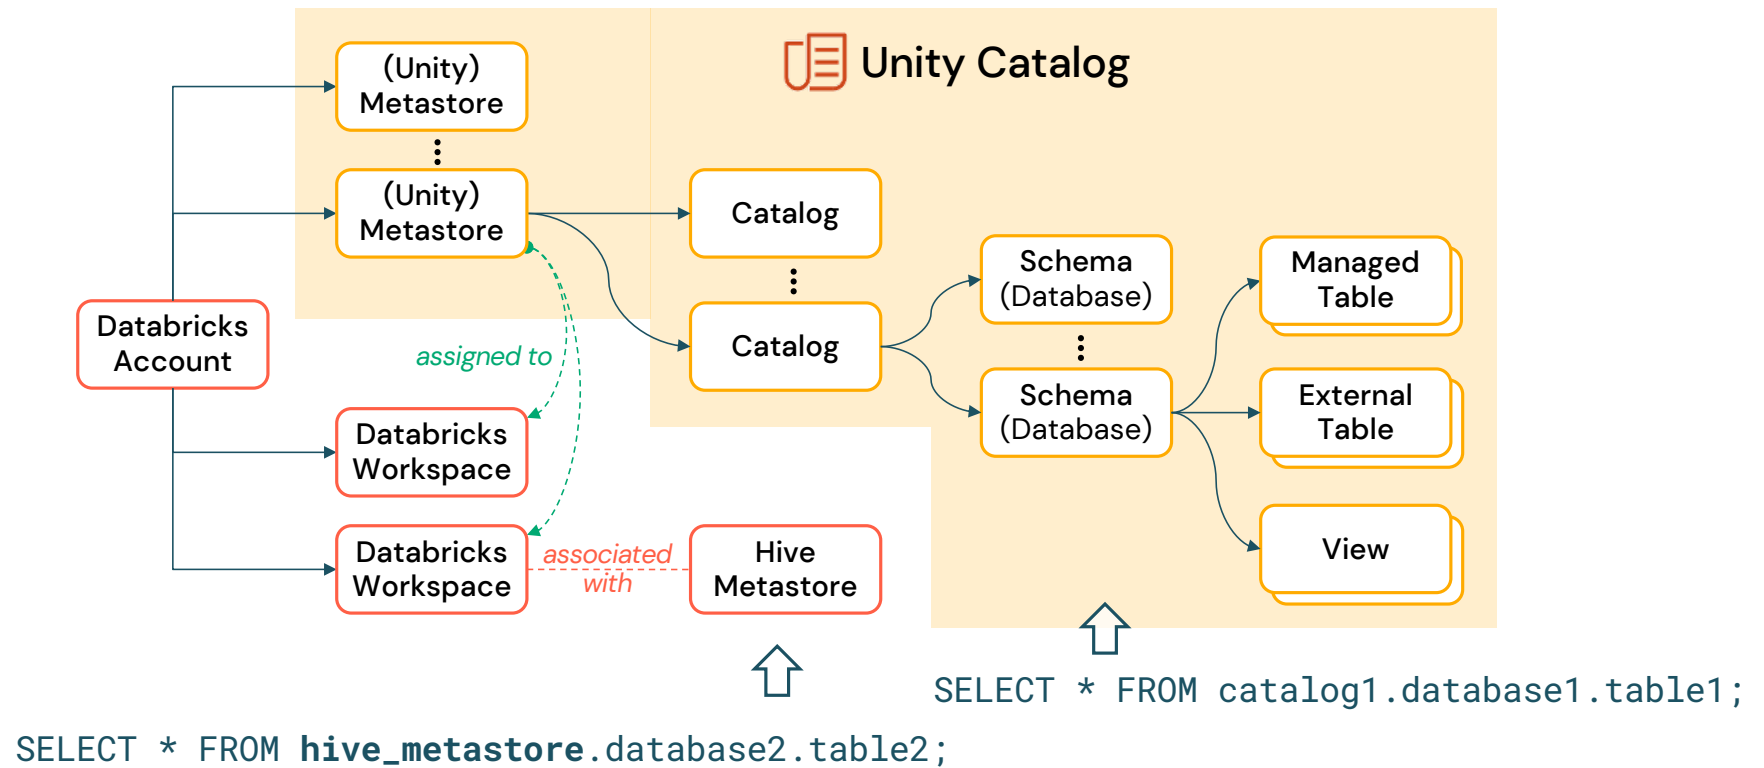 Unity Catalog
(Unity)
Metastore
(Unity)
Metastore
Catalog
Catalog
Schema
(Database)
Schema
(Database)
Managed
Table
External
Table
View
Databricks
Account
assigned to
Databricks
Workspace
Databricks
Workspace
associated
with
Hive
Metastore
SELECT * FROM catalog1.database1.table1;
SELECT * FROM hive_metastore.database2.table2;